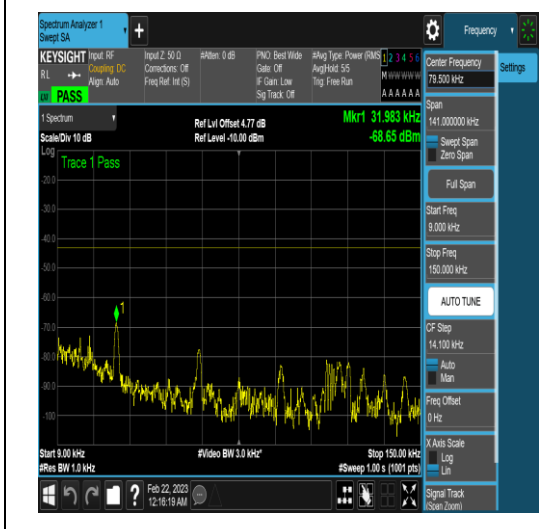 Spectrum Analyzer 1
Swept SA
+
Frequency
KEYSIGHT
RL
PASS
Input: RF
Coupling: DC
Align: Auto
Input Z: 50 Ω
Corrections: Off
Freq Ref: Int (S)
#Atten: 0 dB
PNO: Best Wide
Gate: Off
IF Gain: Low
Sig Track: Off
#Avg Type: Power (RMS
Avg|Hold: 5/5
Trig: Free Run
1 2 3 4 5 6
M W W W W W
A A A A A A
1 Spectrum
Scale/Div 10 dB
Ref Lvl Offset 4.77 dB
Ref Level -10.00 dBm
Mkr1 31.983 kHz
-68.65 dBm
Log
Trace 1 Pass
-20.0
-30.0
-40.0
-50.0
-60.0
-70.0
-80.0
-90.0
-100
1
Start 9.00 kHz
#Res BW 1.0 kHz
#Video BW 3.0 kHz*
Stop 150.00 kHz
#Sweep 1.00 s (1001 pts)
?
Feb 22, 2023
12:16:19 AM
Center Frequency
79.500 kHz
Span
141.000000 kHz
Swept Span
Zero Span
Full Span
Start Freq
9.000 kHz
Stop Freq
150.000 kHz
AUTO TUNE
CF Step
14.100 kHz
Auto
Man
Freq Offset
0 Hz
X Axis Scale
Log
Lin
Signal Track
(Span Zoom)
Settings